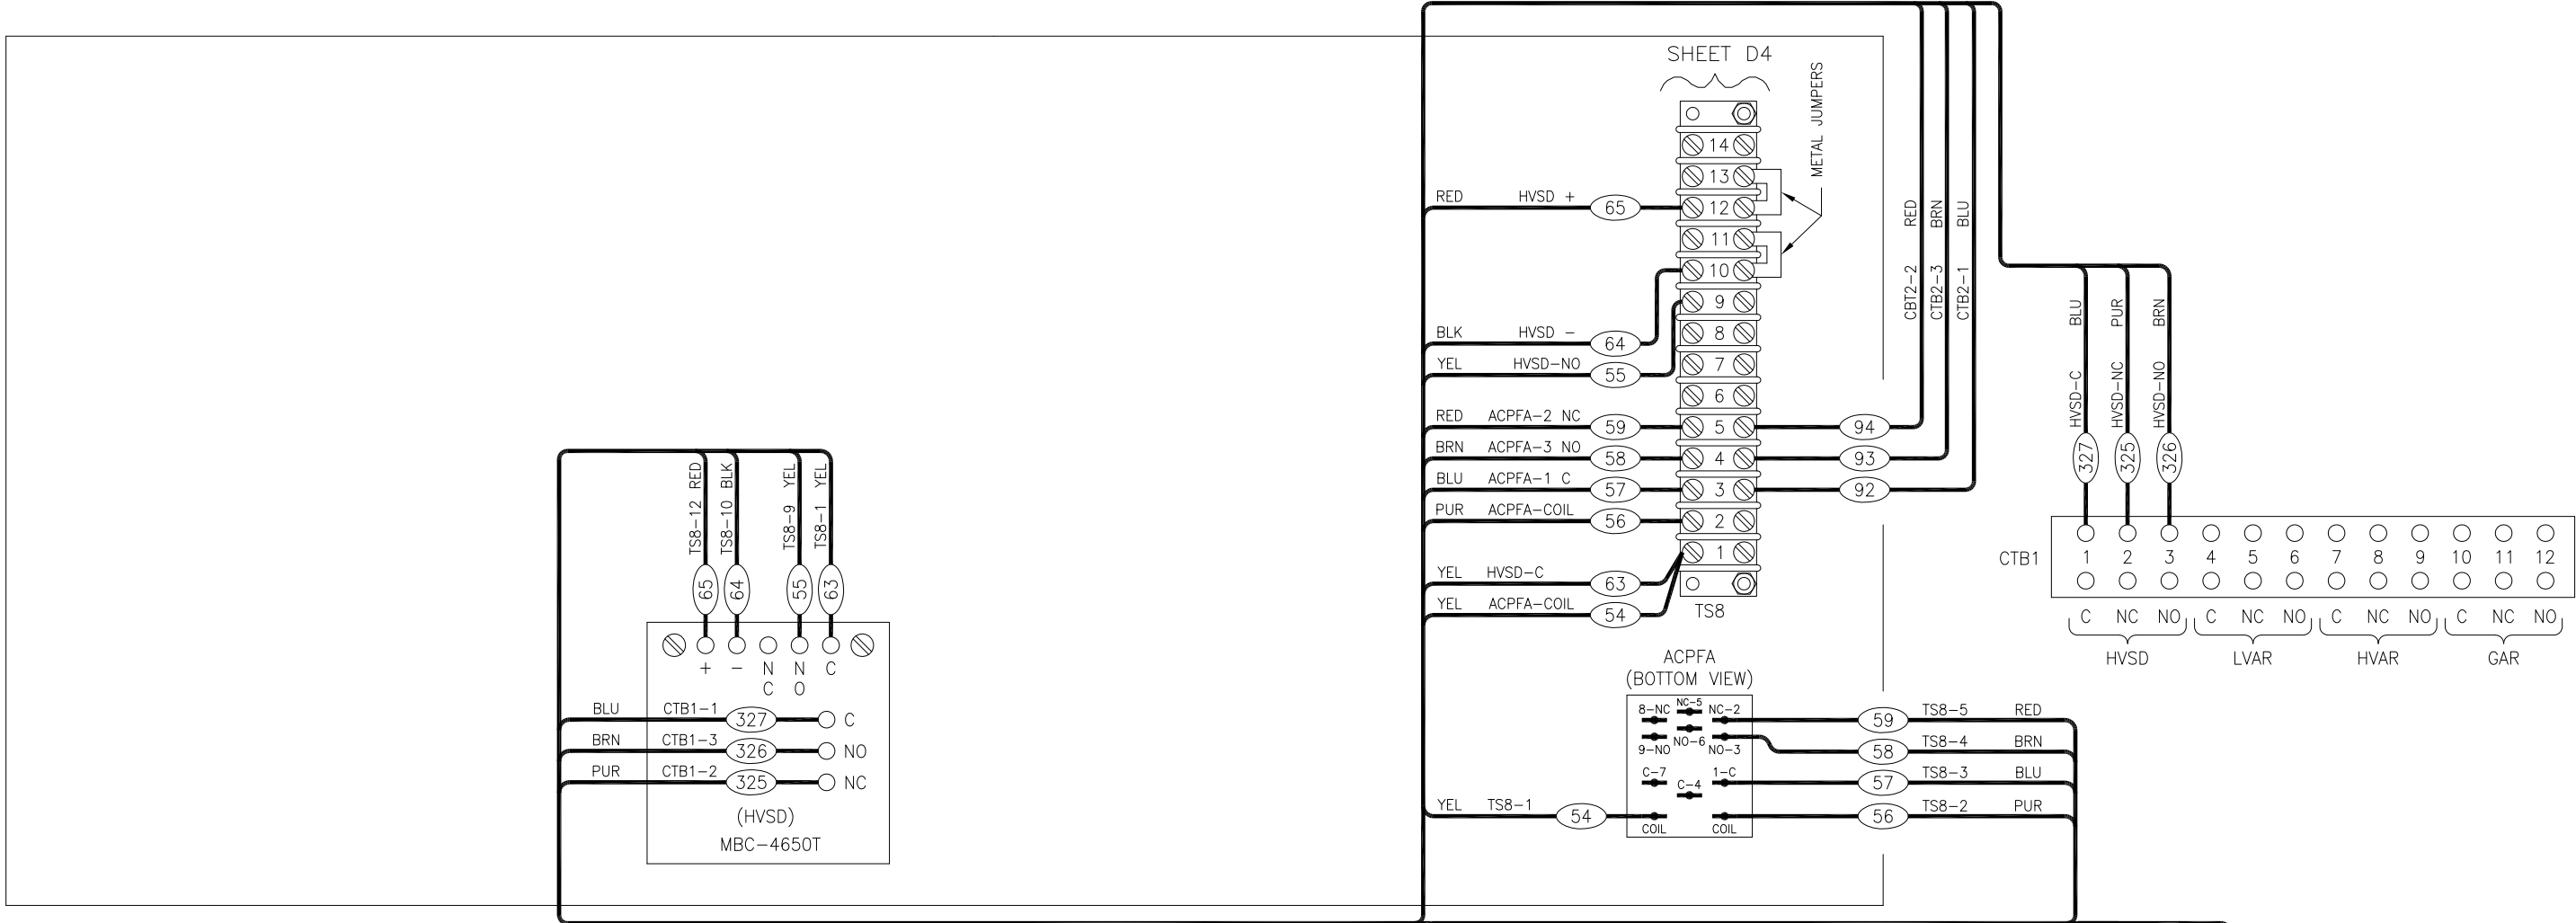 SHEET D4
METAL JUMPERS
14
13
RED HVSD + 65 12
11
10
9
BLK HVSD - 64 8
YEL HVSD-NO 55 7
6
RED ACPFA-2 NC 59 5 94
BRN ACPFA-3 NO 58 4 93
BLU ACPFA-1 C 57 3 92
PUR ACPFA-COIL 56 2
1
YEL HVSD-C 63
YEL ACPFA-COIL 54
TS8
CBT2-2 RED
CTB2-3 BRN
CTB2-1 BLU
HVSD-C BLU
HVSD-NC PUR
HVSD-NO BRN
327 325 326
CTB1 1 2 3 4 5 6 7 8 9 10 11 12
C NC NO C NC NO C NC NO C NC NO
HVSD LVAR HVAR GAR
TS8-12 RED
TS8-10 BLK
TS8-9 YEL
TS8-1 YEL
65 64 55 63
+ - NC NO C
BLU CTB1-1 327 C
BRN CTB1-3 326 NO
PUR CTB1-2 325 NC
(HVSD)
MBC-4650T
ACPFA
(BOTTOM VIEW)
8-NC NC-5 NC-2 59 TS8-5 RED
9-NO NO-6 NO-3 58 TS8-4 BRN
C-7 C-4 1-C 57 TS8-3 BLU
YEL TS8-1 54 COIL COIL 56 TS8-2 PUR